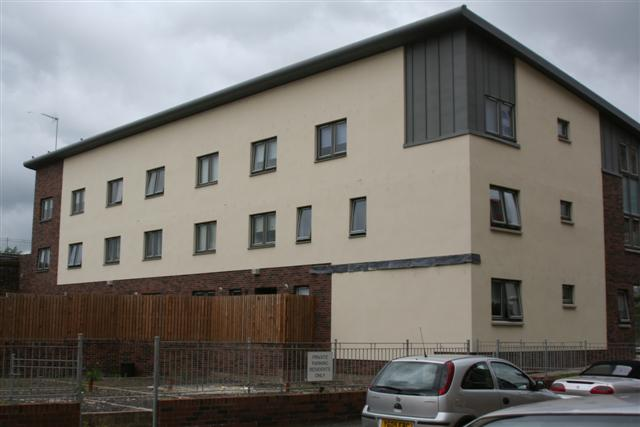 PRIVATE
PARKING
RESIDENTS
ONLY